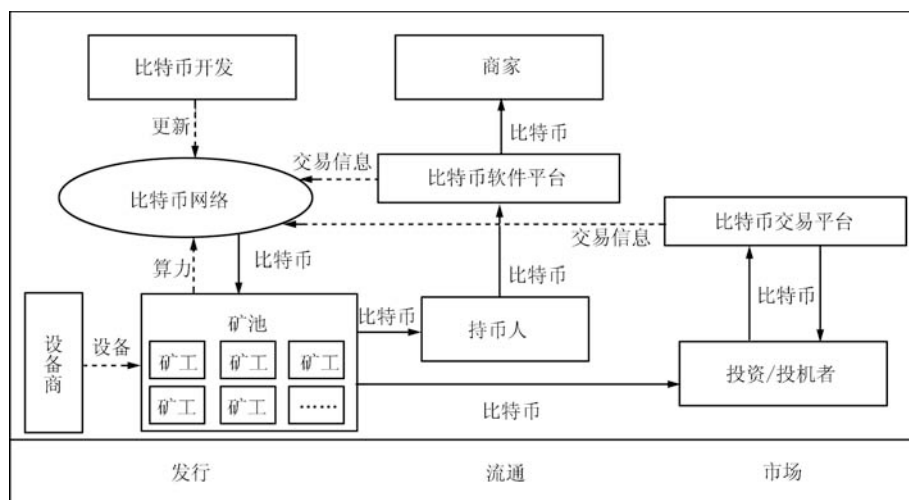 比特币开发
商家
更新
比特币
交易信息
比特币软件平台
比特币网络
比特币交易平台
交易信息
算力
比特币
比特币
比特币
矿池
比特币
持币人
设备商
设备
矿工
矿工
矿工
投资/投机者
矿工
矿工
……
比特币
发行
流通
市场